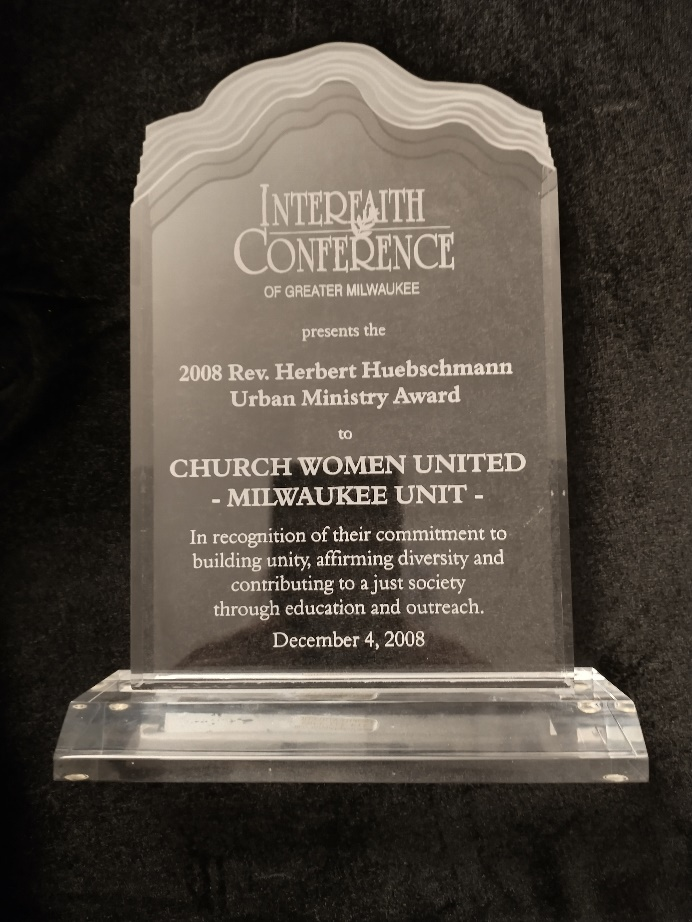 INTERFAITH
CONFERENCE
OF GREATER MILWAUKEE
presents the
2008 Rev. Herbert Huebschmann
Urban Ministry Award
to
CHURCH WOMEN UNITED
- MILWAUKEE UNIT -
In recognition of their commitment to
building unity, affirming diversity and
contributing to a just society
through education and outreach.
December 4, 2008